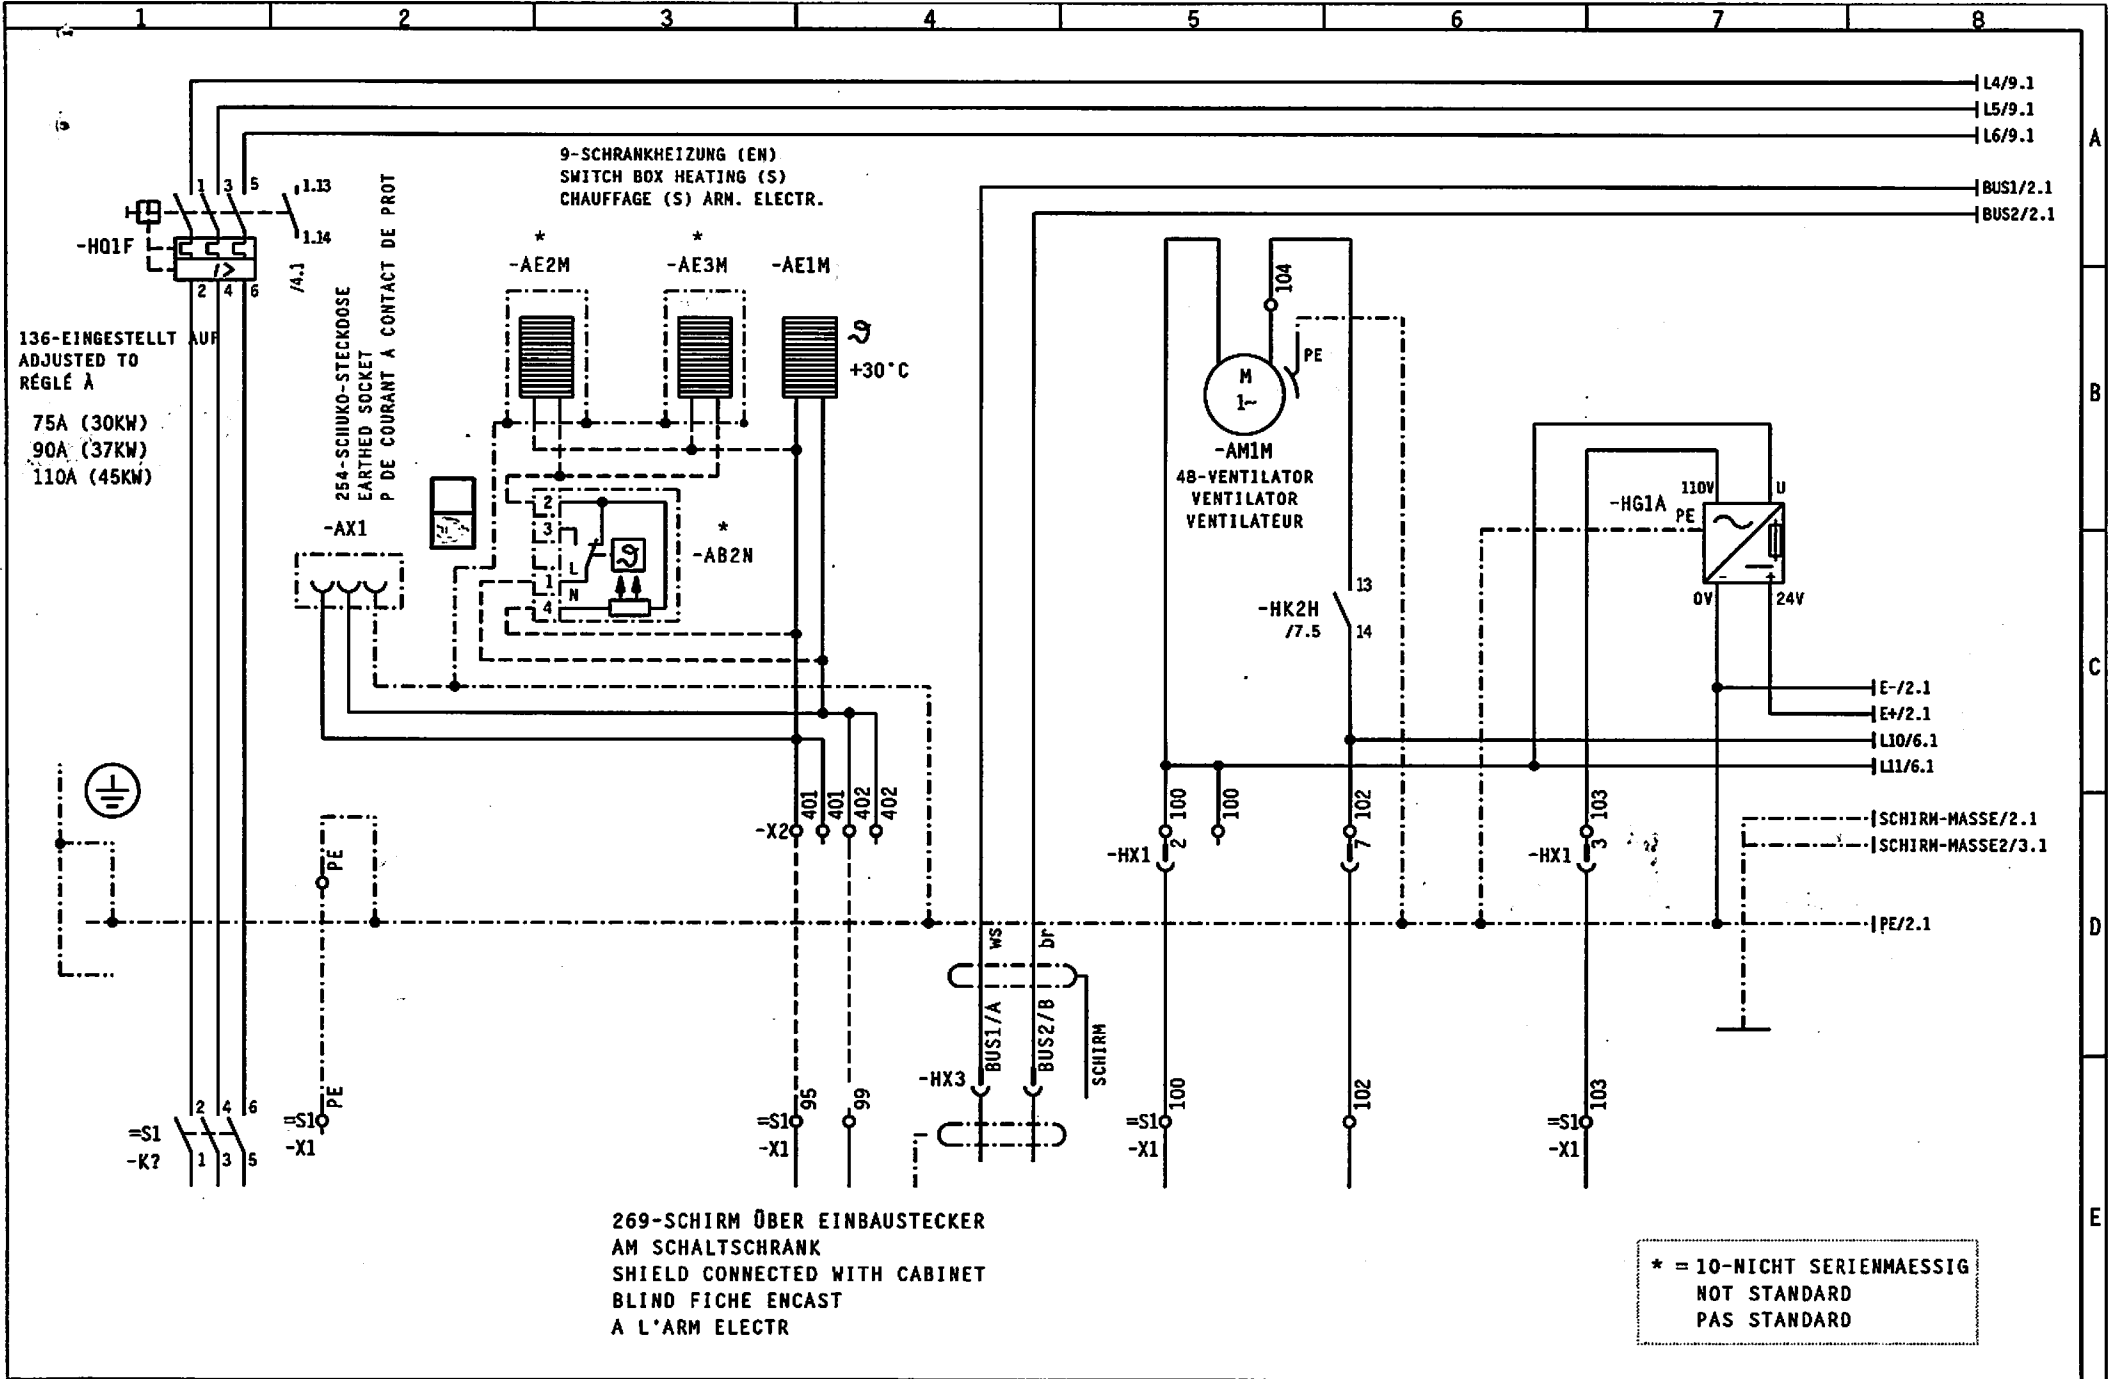 1 2 3 4 5 6 7 8
L4/9.1
L5/9.1
L6/9.1
A
BUS1/2.1
BUS2/2.1
9-SCHRANKHEIZUNG (EN)
SWITCH BOX HEATING (S)
CHAUFFAGE (S) ARM. ELECTR.
1 3 5
1.13
1.14
/4.1
-HQ1F
I>
2 4 6
136-EINGESTELLT AUF
ADJUSTED TO
RÉGLÉ À
75A (30KW)
90A (37KW)
110A (45KW)
254-SCHUKO-STECKDOSE
EARTHED SOCKET
P DE COURANT A CONTACT DE PROT
-AX1
*
-AE2M
*
-AE3M
-AE1M
ϑ
+30°C
2
3
L
1
N
4
ϑ
*
-AB2N
104
PE
M
1~
-AM1M
48-VENTILATOR
VENTILATOR
VENTILATEUR
B
110V
U
-HG1A
PE
- +
0V
24V
13
-HK2H
/7.5
14
C
E-/2.1
E+/2.1
L10/6.1
L11/6.1
SCHIRM-MASSE/2.1
SCHIRM-MASSE2/3.1
PE/2.1
D
PE
-X2
401
401
402
402
100
100
102
103
-HX1
2
7
-HX1
3
ws
br
BUS1/A
BUS2/B
SCHIRM
-HX3
2 4 6
=S1
-K?
1 3 5
PE
=S1
-X1
95
99
=S1
-X1
100
=S1
-X1
102
103
=S1
-X1
E
269-SCHIRM ÜBER EINBAUSTECKER
AM SCHALTSCHRANK
SHIELD CONNECTED WITH CABINET
BLIND FICHE ENCAST
A L'ARM ELECTR
* = 10-NICHT SERIENMAESSIG
NOT STANDARD
PAS STANDARD